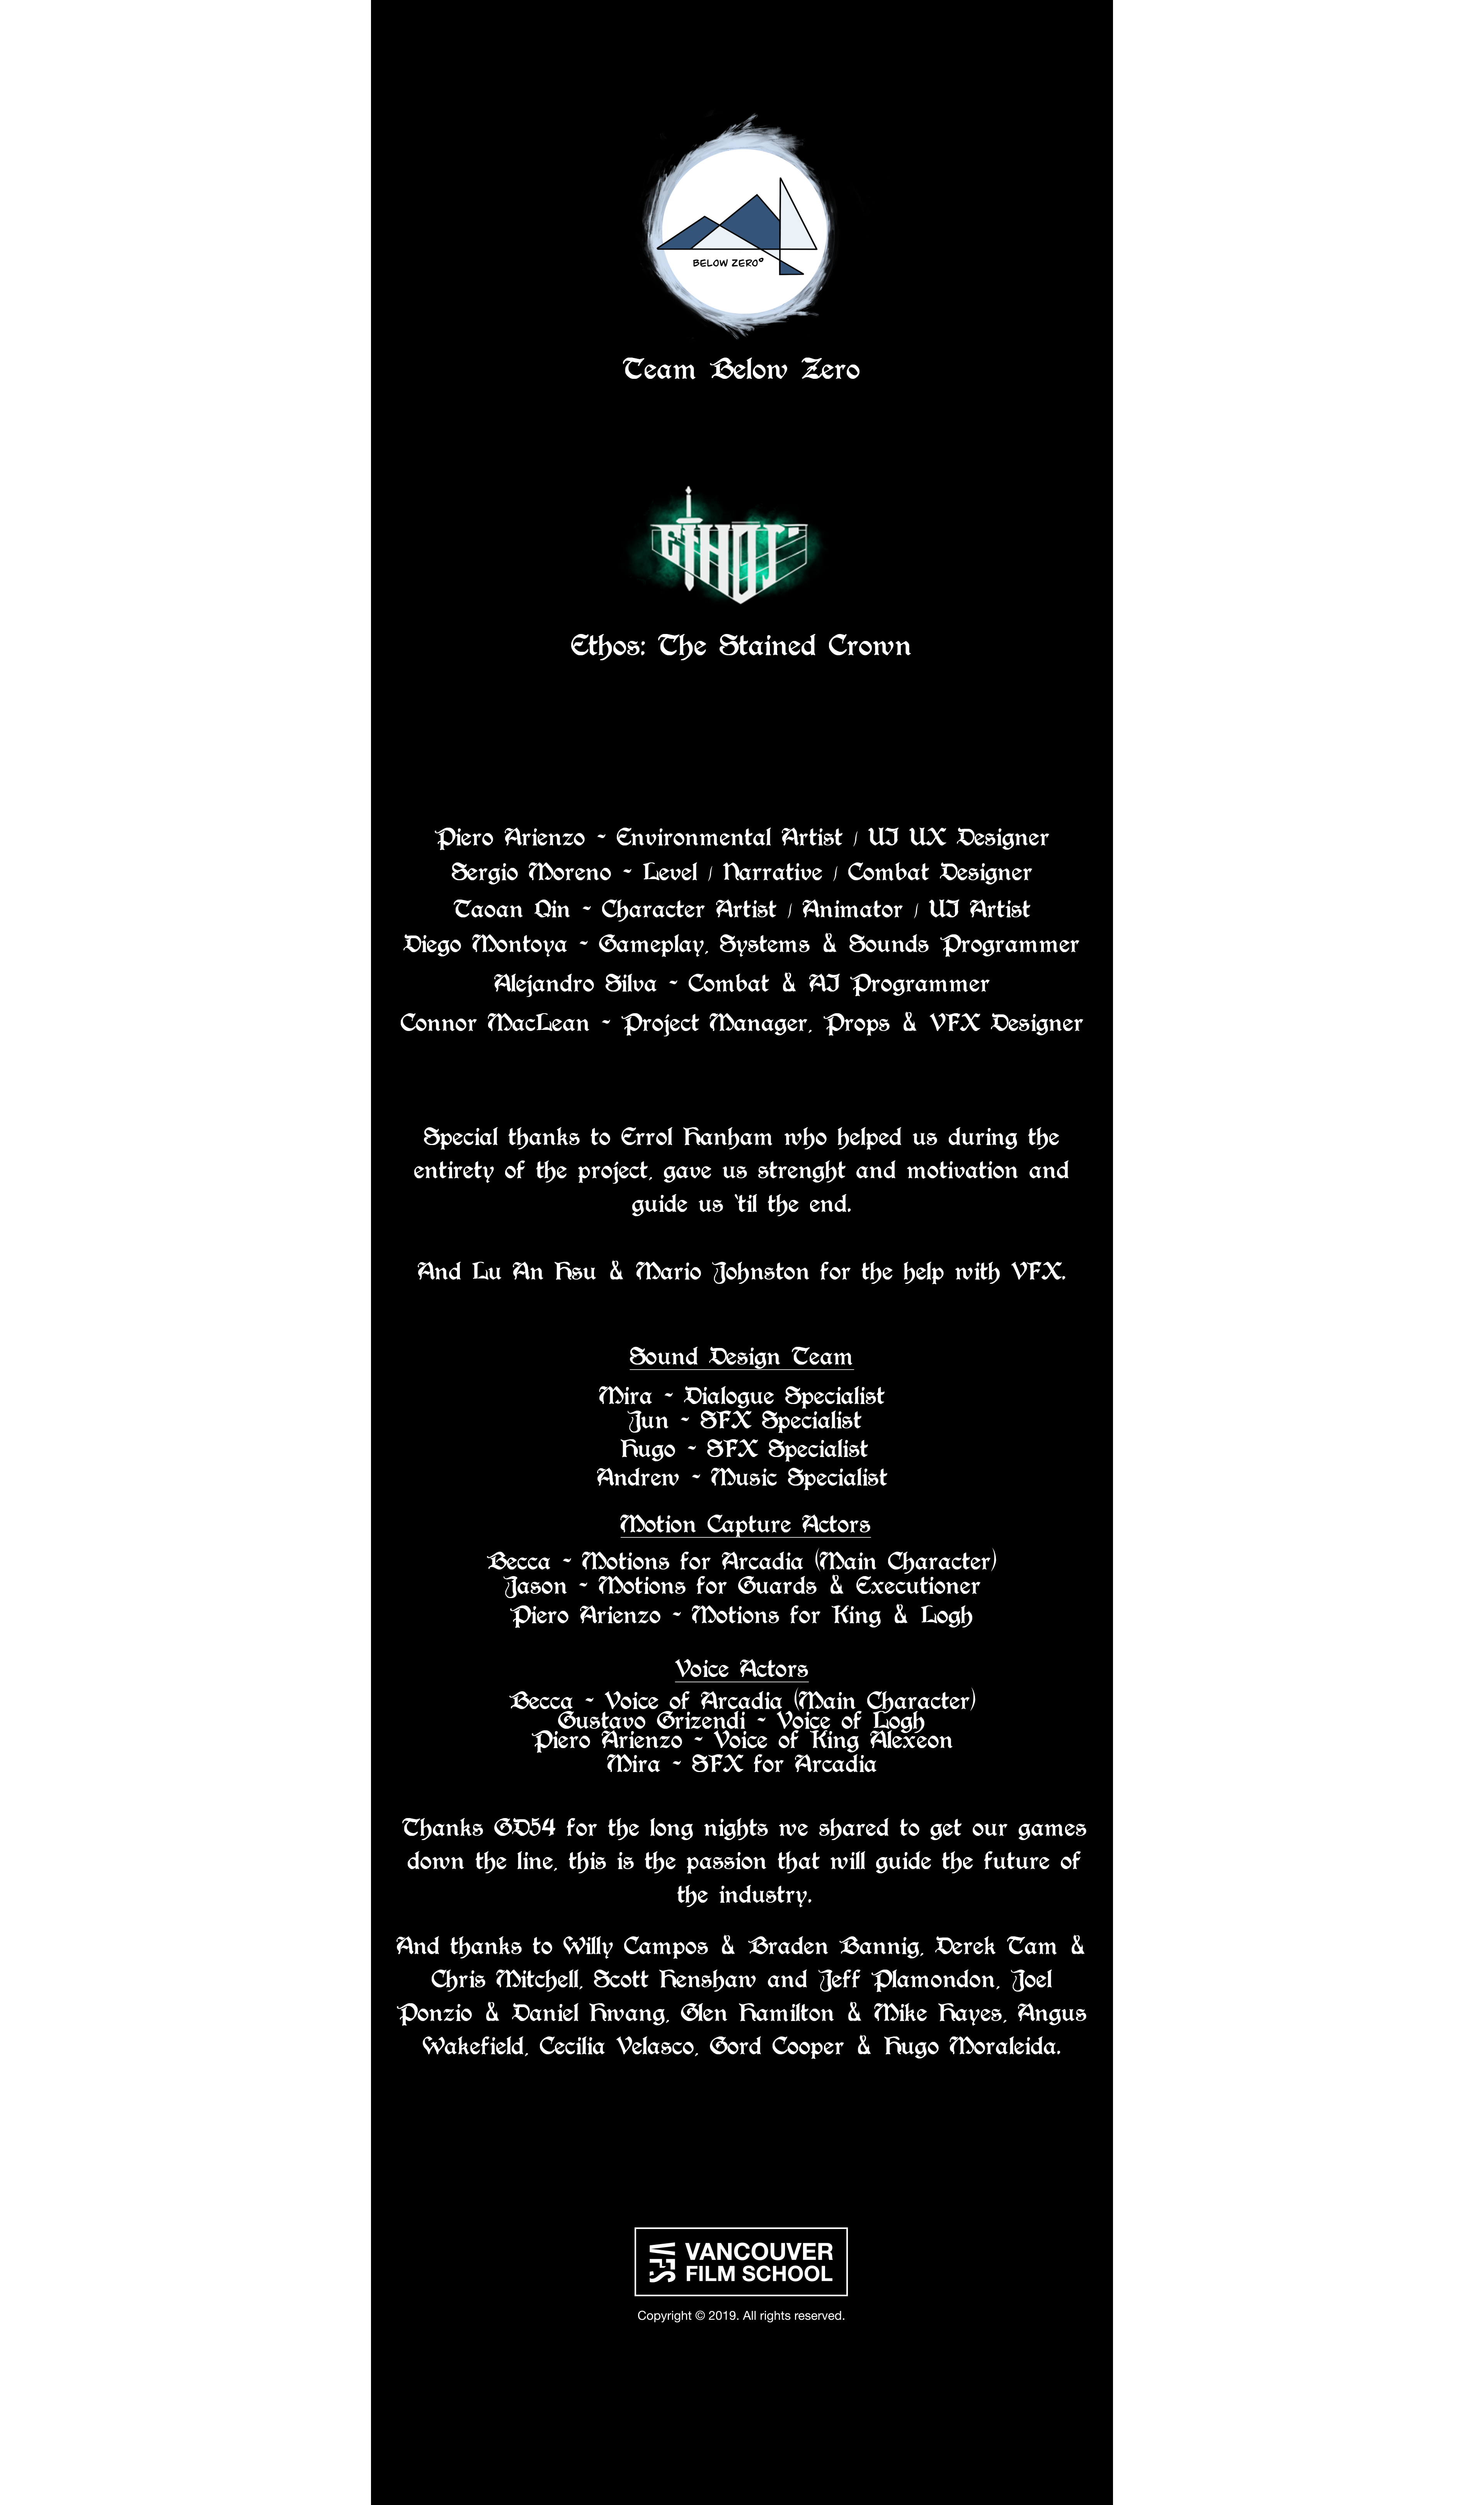 BELOW ZERO°
Team Below Zero
ETHOS
Ethos: The Stained Crown
Piero Arienzo - Environmental Artist / UI UX Designer
Sergio Moreno - Level / Narrative / Combat Designer
Taoan Qin - Character Artist / Animator / UI Artist
Diego Montoya - Gameplay, Systems & Sounds Programmer
Alejandro Silva - Combat & AI Programmer
Connor MacLean - Project Manager, Props & VFX Designer
Special thanks to Errol Hanham who helped us during the
entirety of the project, gave us strenght and motivation and
guide us 'til the end.
And Lu An Hsu & Mario Johnston for the help with VFX.
Sound Design Team
Mira - Dialogue Specialist
Jun - SFX Specialist
Hugo - SFX Specialist
Andrew - Music Specialist
Motion Capture Actors
Becca - Motions for Arcadia (Main Character)
Jason - Motions for Guards & Executioner
Piero Arienzo - Motions for King & Logh
Voice Actors
Becca - Voice of Arcadia (Main Character)
Gustavo Grizendi - Voice of Logh
Piero Arienzo - Voice of King Alexeon
Mira - SFX for Arcadia
Thanks GD54 for the long nights we shared to get our games
down the line, this is the passion that will guide the future of
the industry.
And thanks to Willy Campos & Braden Bannig, Derek Tam &
Chris Mitchell, Scott Henshaw and Jeff Plamondon, Joel
Ponzio & Daniel Hwang, Glen Hamilton & Mike Hayes, Angus
Wakefield, Cecilia Velasco, Gord Cooper & Hugo Moraleida.
VFS VANCOUVER
FILM SCHOOL
Copyright © 2019. All rights reserved.